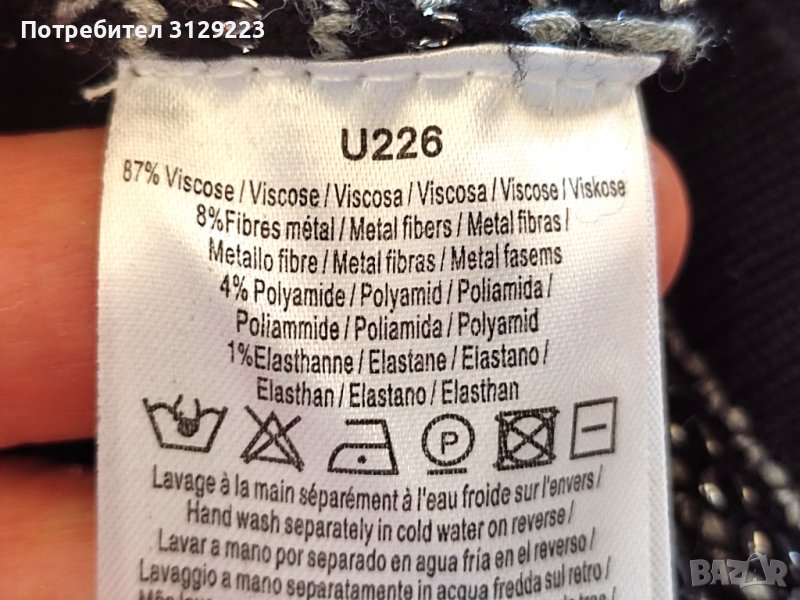 Потребител 3129223
U226
87% Viscose / Viscose / Viscosa / Viscosa / Viscose / Viskose
8%Fibres métal / Metal fibers / Metal fibras /
Metallo fibre / Metal fibras / Metal fasems
4% Polyamide / Polyamid / Poliamida /
Poliammide / Poliamida / Polyamid
1%Elasthanne / Elastane / Elastano /
Elasthan / Elastano / Elasthan
P
Lavage à la main séparément à l'eau froide sur l'envers /
Hand wash separately in cold water on reverse /
Lavar a mano por separado en agua fría en el reverso /
Lavaggio a mano separatamente in acqua fredda sul retro /
BAZAR